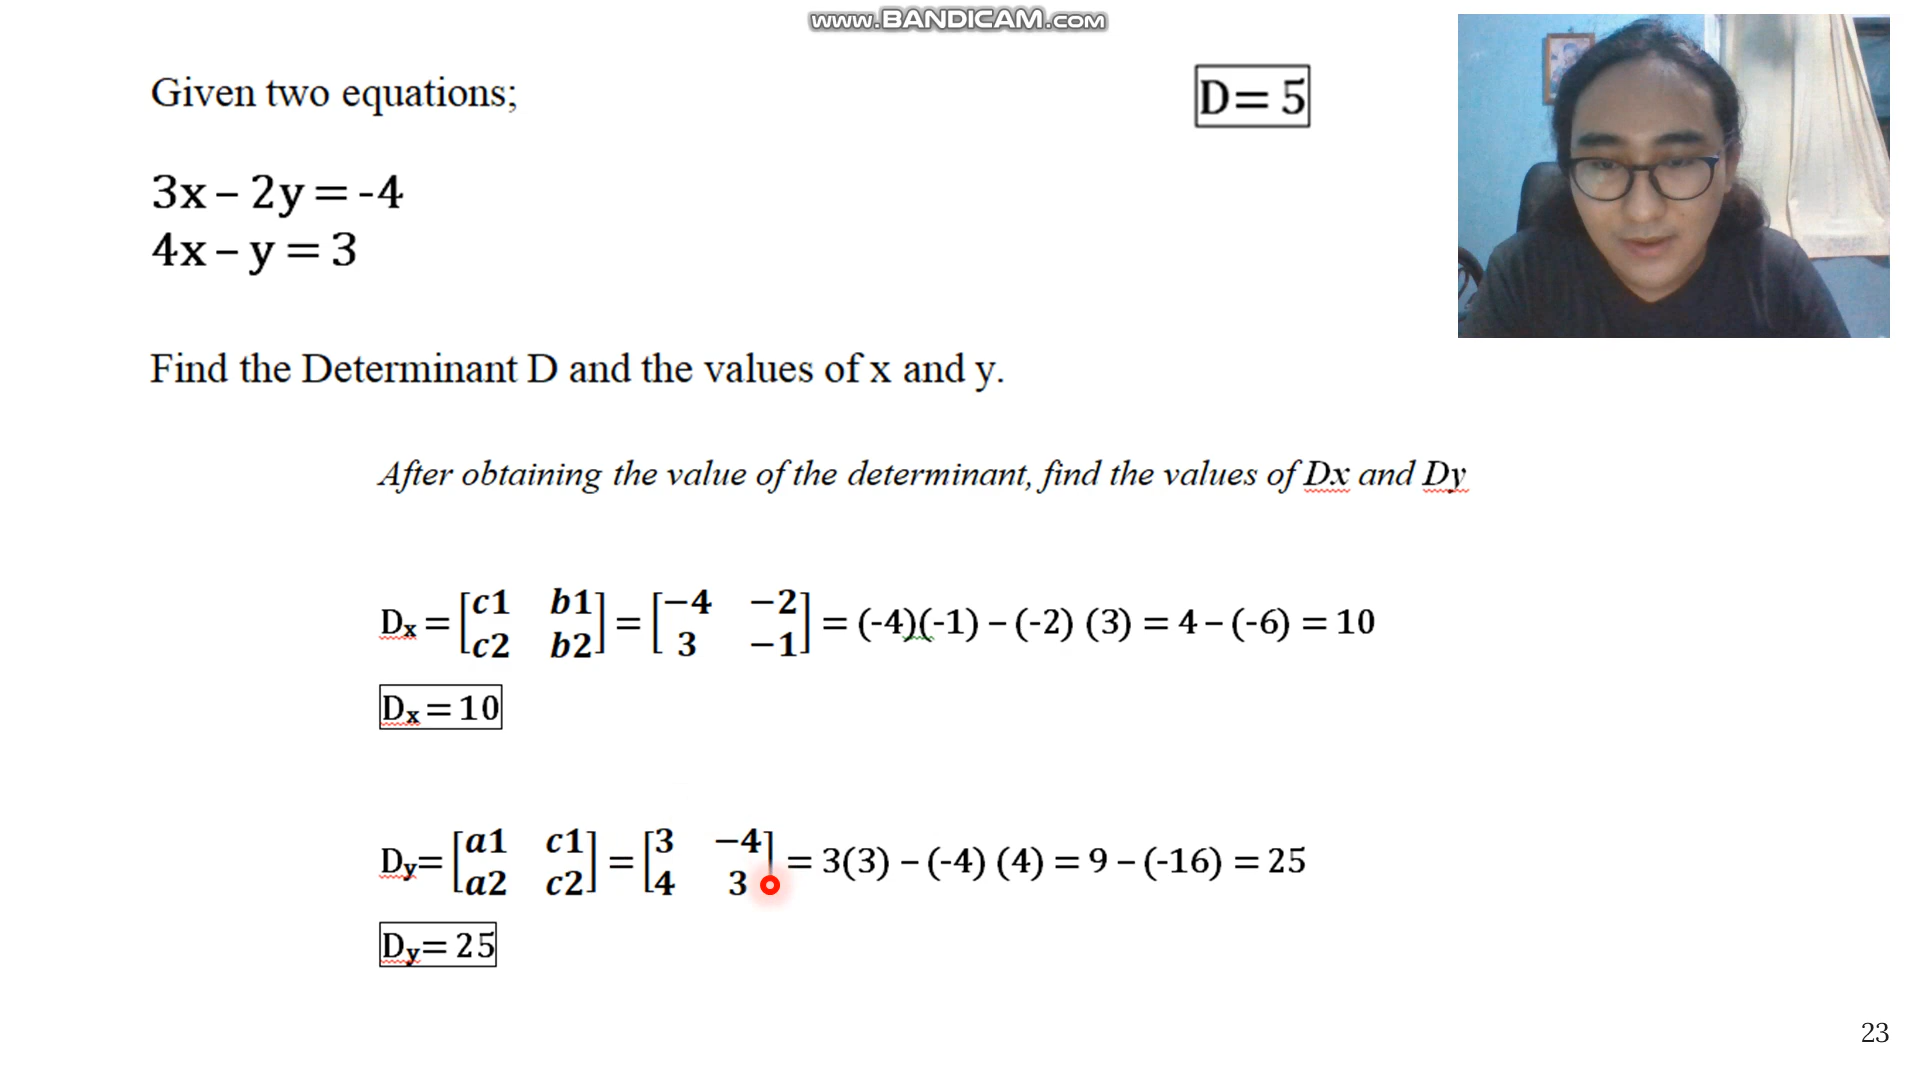 www.BANDICAM.com
Given two equations;
D= 5
3x – 2y = -4
4x – y = 3
Find the Determinant D and the values of x and y.
After obtaining the value of the determinant, find the values of Dx and Dy
Dx = [c1 b1] = [−4 −2] = (-4)(-1) – (-2) (3) = 4 – (-6) = 10
[c2 b2] [3 −1]
Dx = 10
Dy= [a1 c1] = [3 −4] = 3(3) – (-4) (4) = 9 – (-16) = 25
[a2 c2] [4 3]
Dy= 25
23